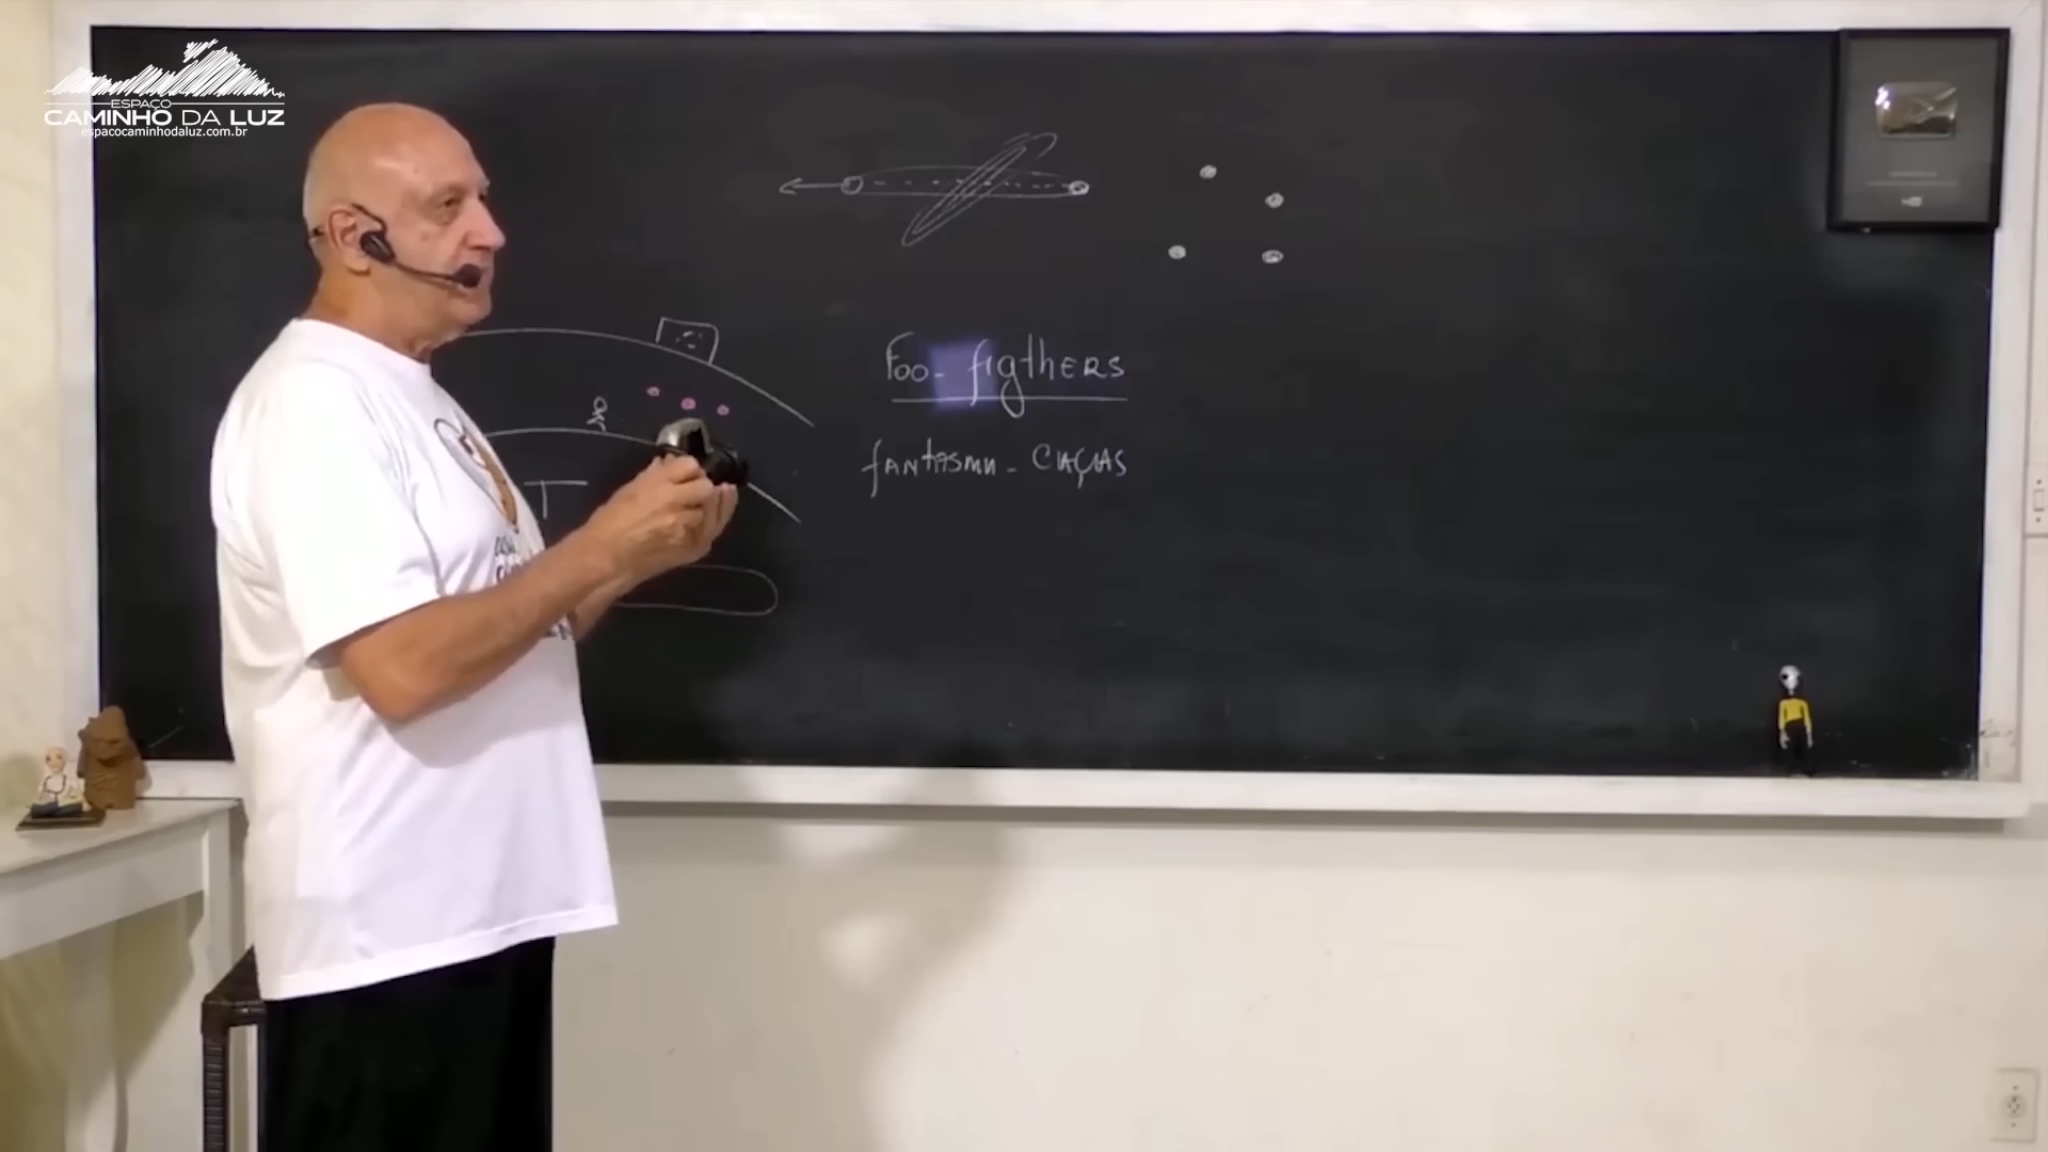 ESPAÇO
CAMINHO DA LUZ
espacocaminhodaluz.com.br
Foo- figthers
fantasma - caças
T